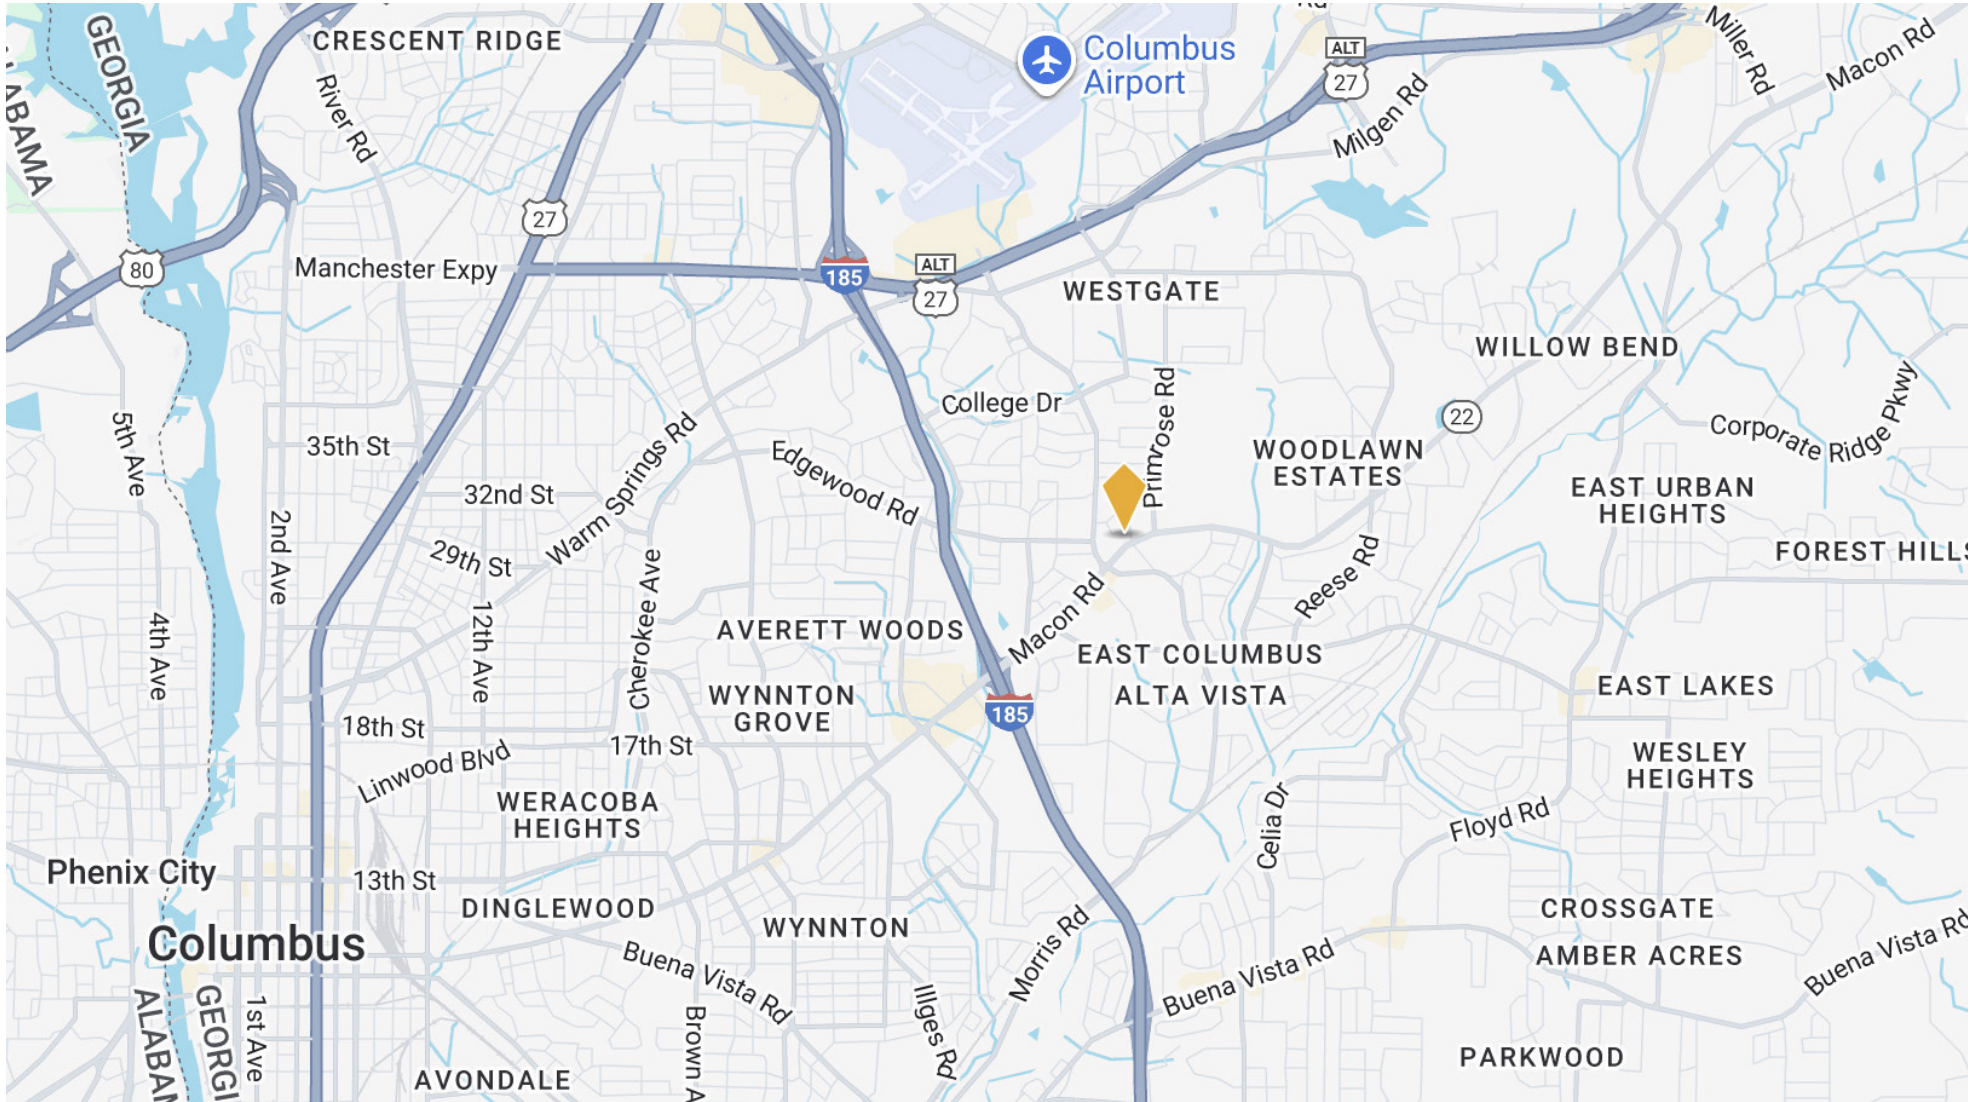 GEORGIA
ABAMA
CRESCENT RIDGE
River Rd
Columbus
Airport
Rd
ALT
27
Milgen Rd
Miller Rd
Macon Rd
27
80
Manchester Expy
185
ALT
27
WESTGATE
WILLOW BEND
5th Ave
35th St
32nd St
29th St
2nd Ave
Warm Springs Rd
Edgewood Rd
College Dr
Primrose Rd
WOODLAWN
ESTATES
22
Corporate Ridge Pkwy
EAST URBAN
HEIGHTS
FOREST HILLS
Reese Rd
Macon Rd
4th Ave
12th Ave
Cherokee Ave
AVERETT WOODS
EAST COLUMBUS
ALTA VISTA
EAST LAKES
WYNNTON
GROVE
185
18th St
17th St
Linwood Blvd
WESLEY
HEIGHTS
WERACOBA
HEIGHTS
Celia Dr
Floyd Rd
Phenix City
13th St
Columbus
DINGLEWOOD
WYNNTON
CROSSGATE
AMBER ACRES
Buena Vista Rd
Morris Rd
Buena Vista Rd
Buena Vista Rd
ALABAM
GEORGI
1st Ave
Brown A
Illges Rd
AVONDALE
PARKWOOD